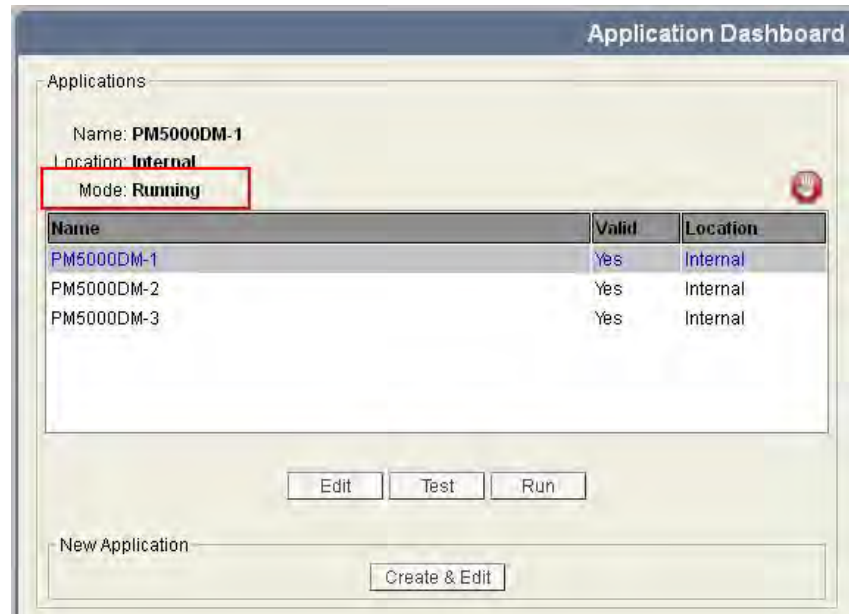 Application Dashboard
Applications
Name: PM5000DM-1
Location: Internal
Mode: Running
Name Valid Location
PM5000DM-1 Yes Internal
PM5000DM-2 Yes Internal
PM5000DM-3 Yes Internal
Edit Test Run
New Application
Create & Edit